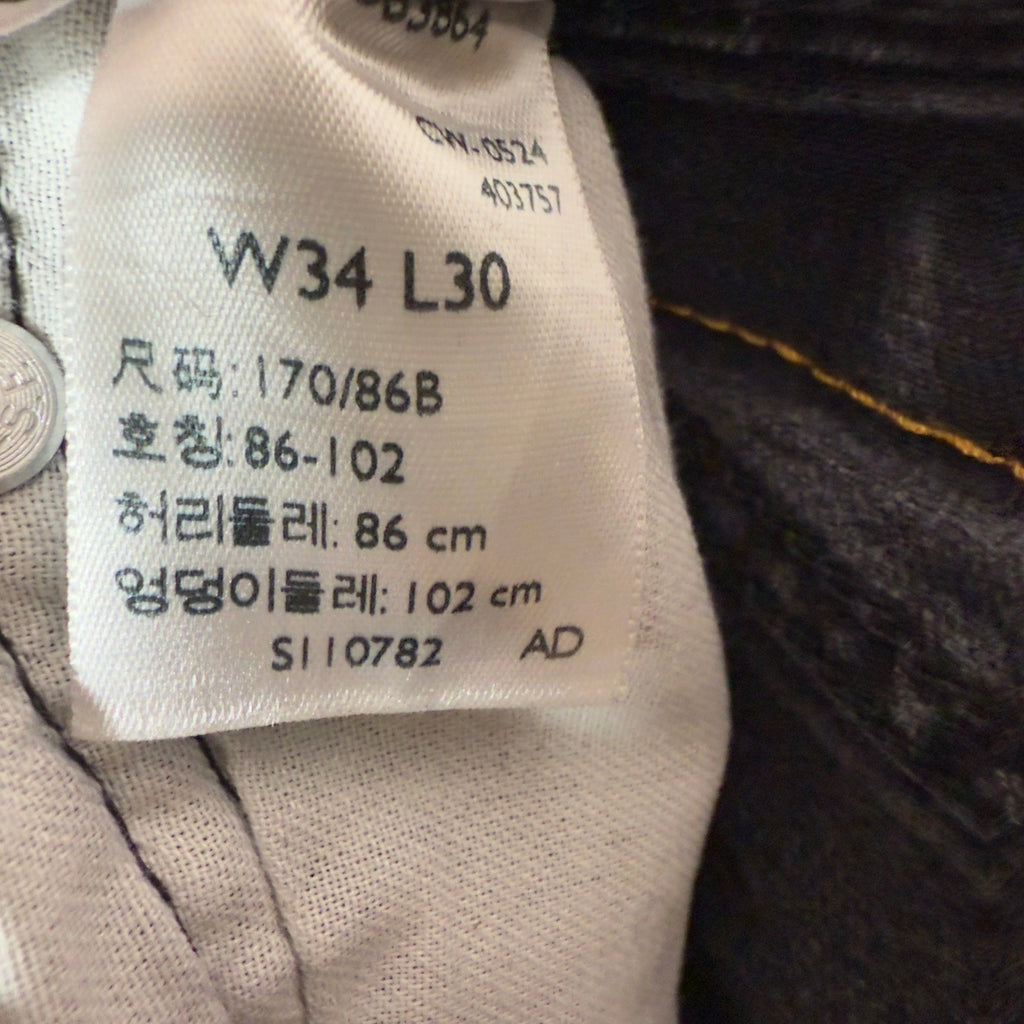 CW-0524
403757
W34 L30
尺码: 170/86B
호칭: 86-102
허리둘레: 86 cm
엉덩이둘레: 102 cm
S110782 AD